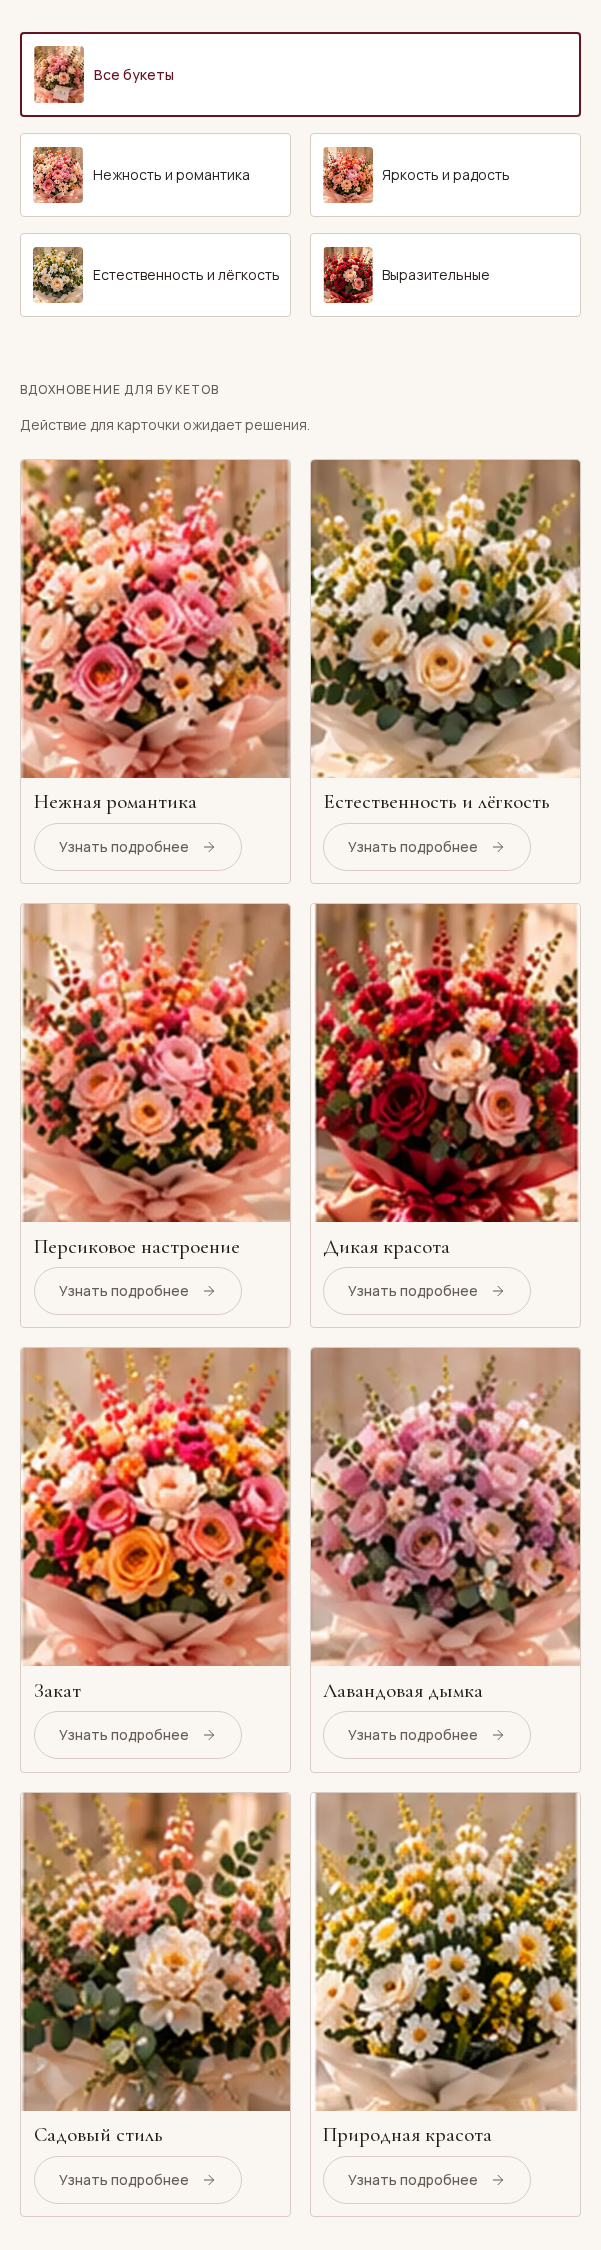 Все букеты
Нежность и романтика
Яркость и радость
Естественность и лёгкость
Выразительные
ВДОХНОВЕНИЕ ДЛЯ БУКЕТОВ
Действие для карточки ожидает решения.
Нежная романтика
Естественность и лёгкость
Узнать подробнее →
Узнать подробнее →
Персиковое настроение
Дикая красота
Узнать подробнее →
Узнать подробнее →
Закат
Лавандовая дымка
Узнать подробнее →
Узнать подробнее →
Садовый стиль
Природная красота
Узнать подробнее →
Узнать подробнее →